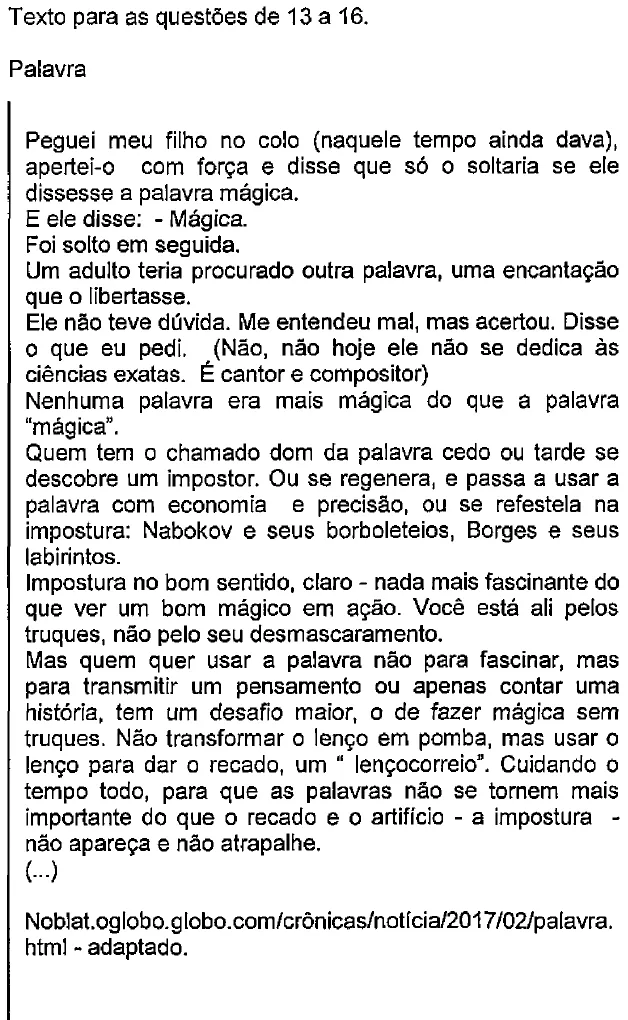 Texto para as questões de 13 a 16.
Palavra
Peguei meu filho no colo (naquele tempo ainda dava),
apertei-o com força e disse que só o soltaria se ele
dissesse a palavra mágica.
E ele disse: - Mágica.
Foi solto em seguida.
Um adulto teria procurado outra palavra, uma encantação
que o libertasse.
Ele não teve dúvida. Me entendeu mal, mas acertou. Disse
o que eu pedi. (Não, não hoje ele não se dedica às
ciências exatas. É cantor e compositor)
Nenhuma palavra era mais mágica do que a palavra
“mágica”.
Quem tem o chamado dom da palavra cedo ou tarde se
descobre um impostor. Ou se regenera, e passa a usar a
palavra com economia e precisão, ou se refestela na
impostura: Nabokov e seus borboleteios, Borges e seus
labirintos.
Impostura no bom sentido, claro - nada mais fascinante do
que ver um bom mágico em ação. Você está ali pelos
truques, não pelo seu desmascaramento.
Mas quem quer usar a palavra não para fascinar, mas
para transmitir um pensamento ou apenas contar uma
história, tem um desafio maior, o de fazer mágica sem
truques. Não transformar o lenço em pomba, mas usar o
lenço para dar o recado, um “ lençocorreio”. Cuidando o
tempo todo, para que as palavras não se tornem mais
importante do que o recado e o artifício - a impostura -
não apareça e não atrapalhe.
(...)
Noblat.oglobo.globo.com/crônicas/notícia/2017/02/palavra.
html - adaptado.